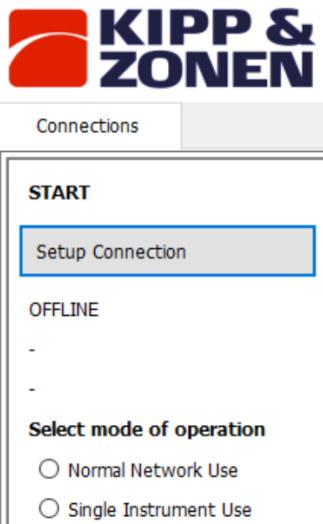 KIPP &
ZONEN
Connections
START
Setup Connection
OFFLINE
-
-
Select mode of operation
Normal Network Use
Single Instrument Use